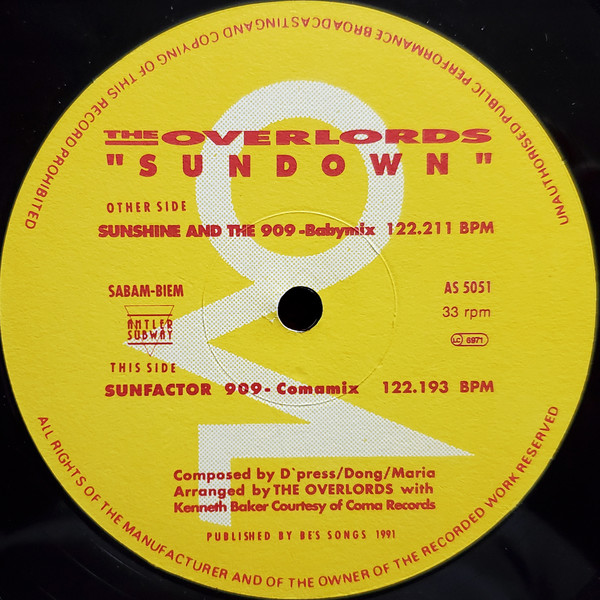 UNAUTHORISED PUBLIC PERFORMANCE BROADCASTING AND COPYING OF THIS RECORD PROHIBITED
THE OVERLORDS
"SUNDOWN"
OTHER SIDE
SUNSHINE AND THE 909 -Babymix 122.211 BPM
SABAM-BIEM
AS 5051
33 rpm
ANTLER
SUBWAY
LC 6971
THIS SIDE
SUNFACTOR 909- Comamix 122.193 BPM
Composed by D`press/Dong/Maria
Arranged by THE OVERLORDS with
Kenneth Baker Courtesy of Coma Records
PUBLISHED BY BE'S SONGS 1991
ALL RIGHTS OF THE MANUFACTURER AND OF THE OWNER OF THE RECORDED WORK RESERVED